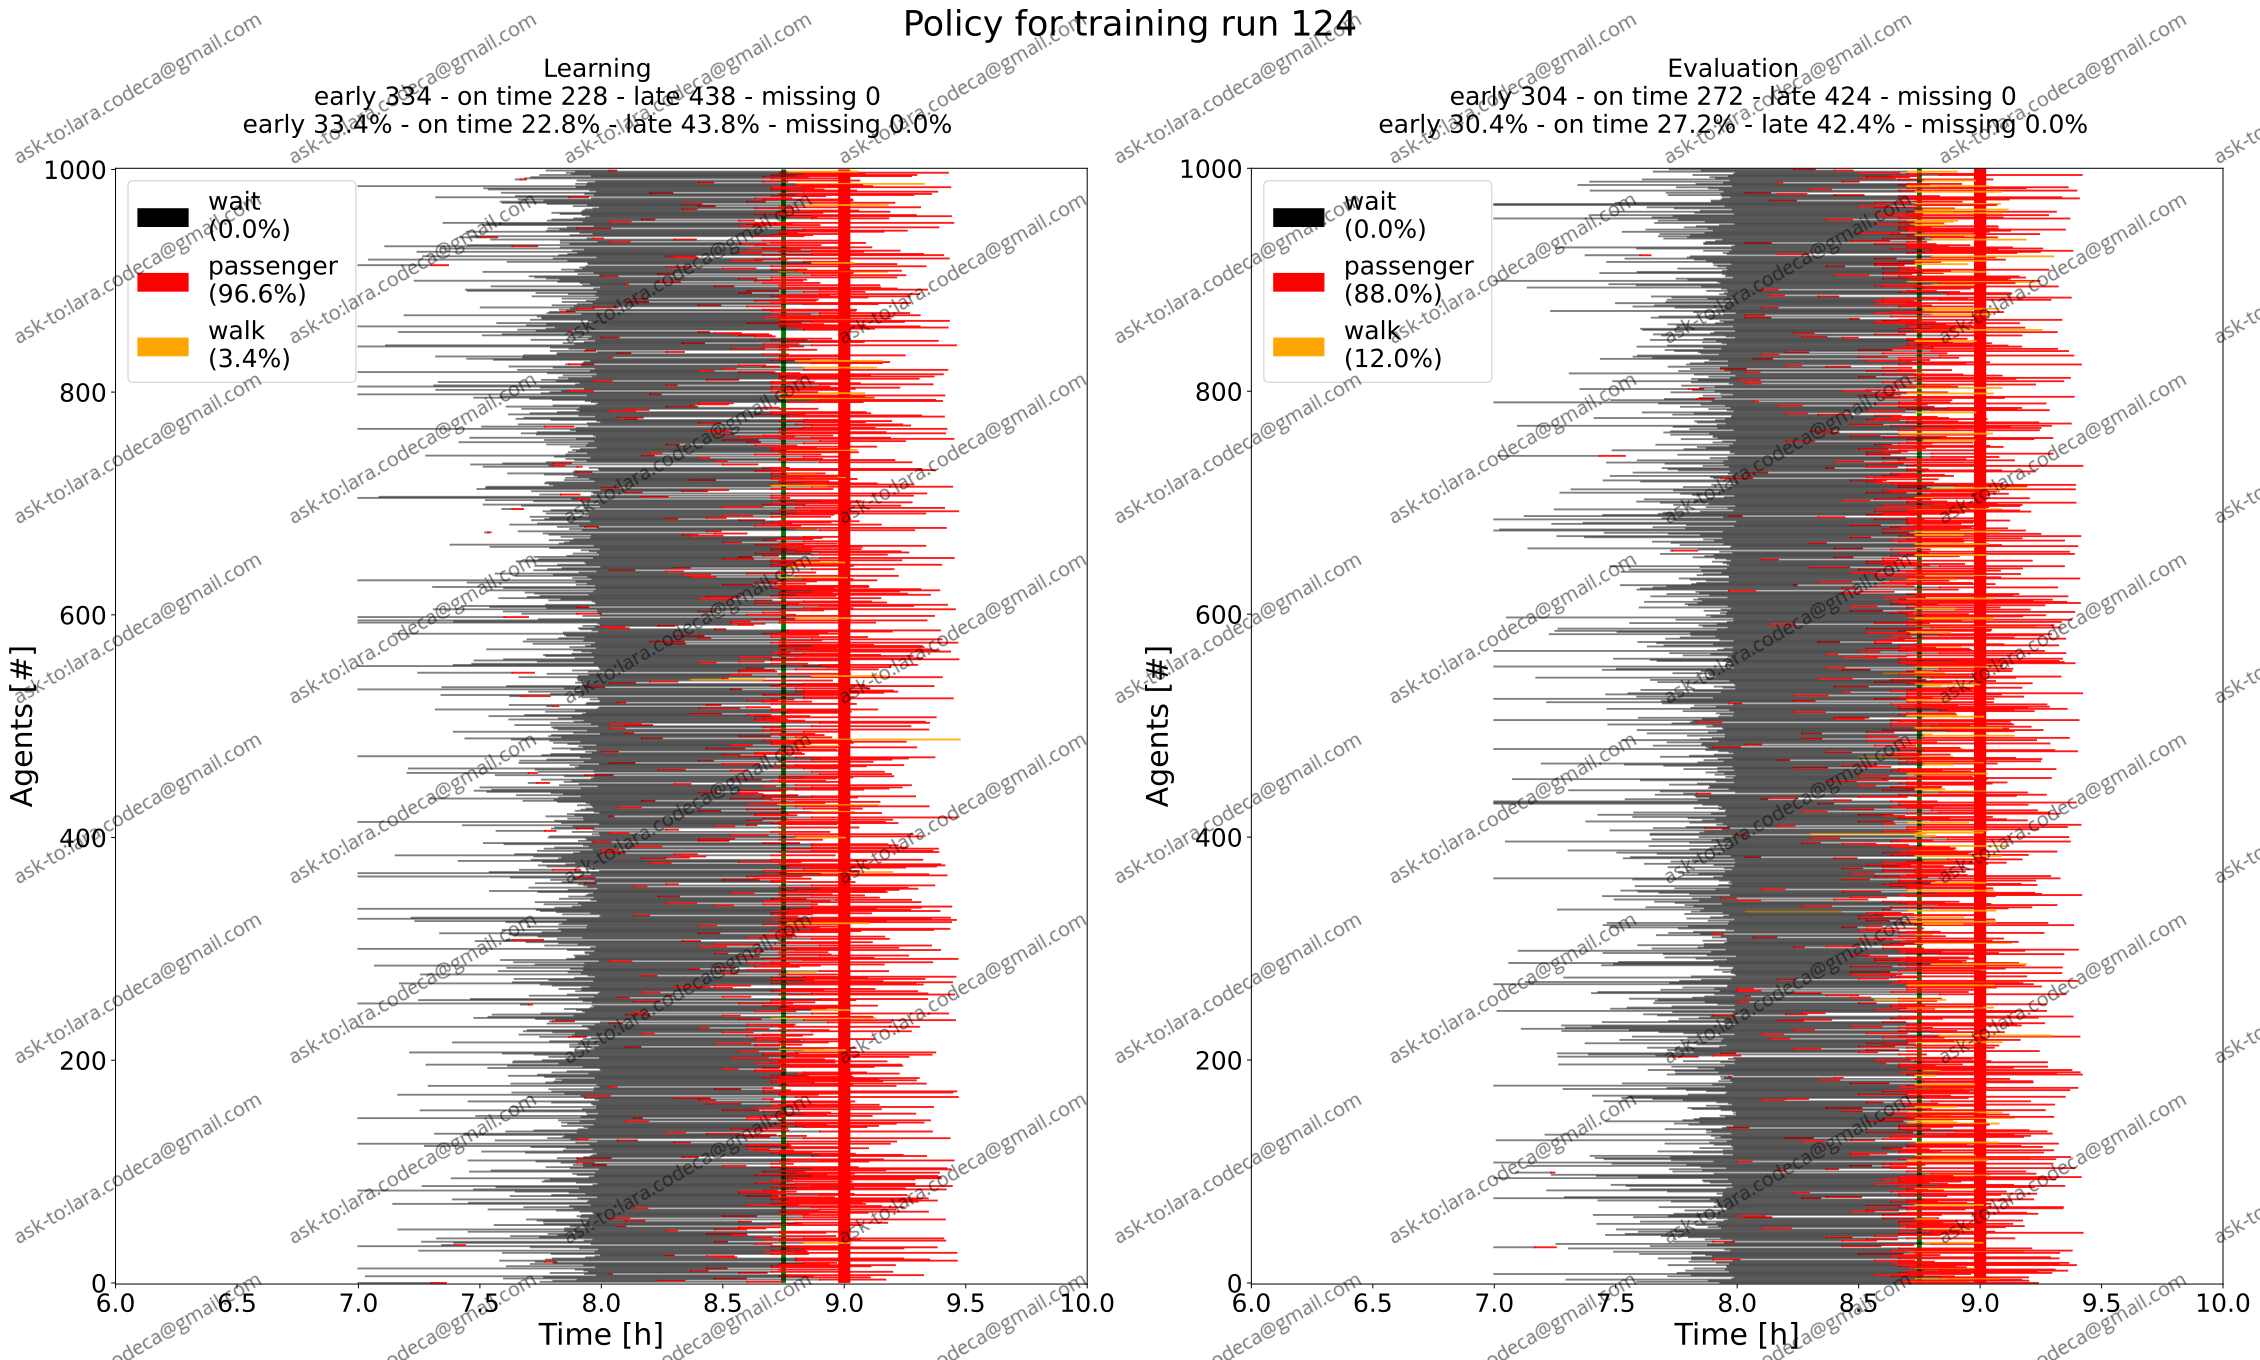 Policy for training run 124
Learning
early 334 - on time 228 - late 438 - missing 0
early 33.4% - on time 22.8% - late 43.8% - missing 0.0%
wait
(0.0%)
passenger
(96.6%)
walk
(3.4%)
Agents [#]
1000
800
600
400
200
0
6.0 6.5 7.0 7.5 8.0 8.5 9.0 9.5 10.0
Time [h]
Evaluation
early 304 - on time 272 - late 424 - missing 0
early 30.4% - on time 27.2% - late 42.4% - missing 0.0%
wait
(0.0%)
passenger
(88.0%)
walk
(12.0%)
Agents [#]
1000
800
600
400
200
0
6.0 6.5 7.0 7.5 8.0 8.5 9.0 9.5 10.0
Time [h]
ask-to:lara.codeca@gmail.com